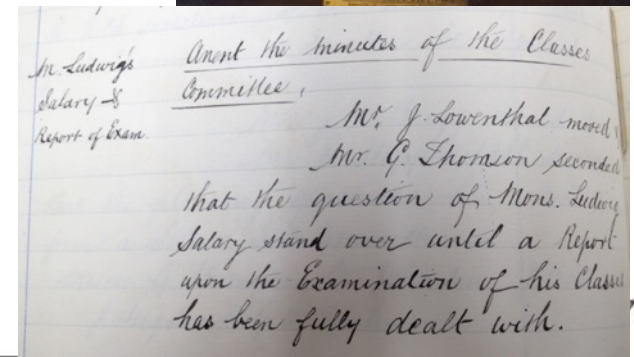 M. Ludwig's
Salary &
Report of Exam.
Anent the minutes of the Classes
Committee,
Mr. J. Lowenthal moved
Mr. G. Thomson seconded
that the question of Mons. Ludwig
Salary stand over until a Report
upon the Examination of his Classes
has been fully dealt with.